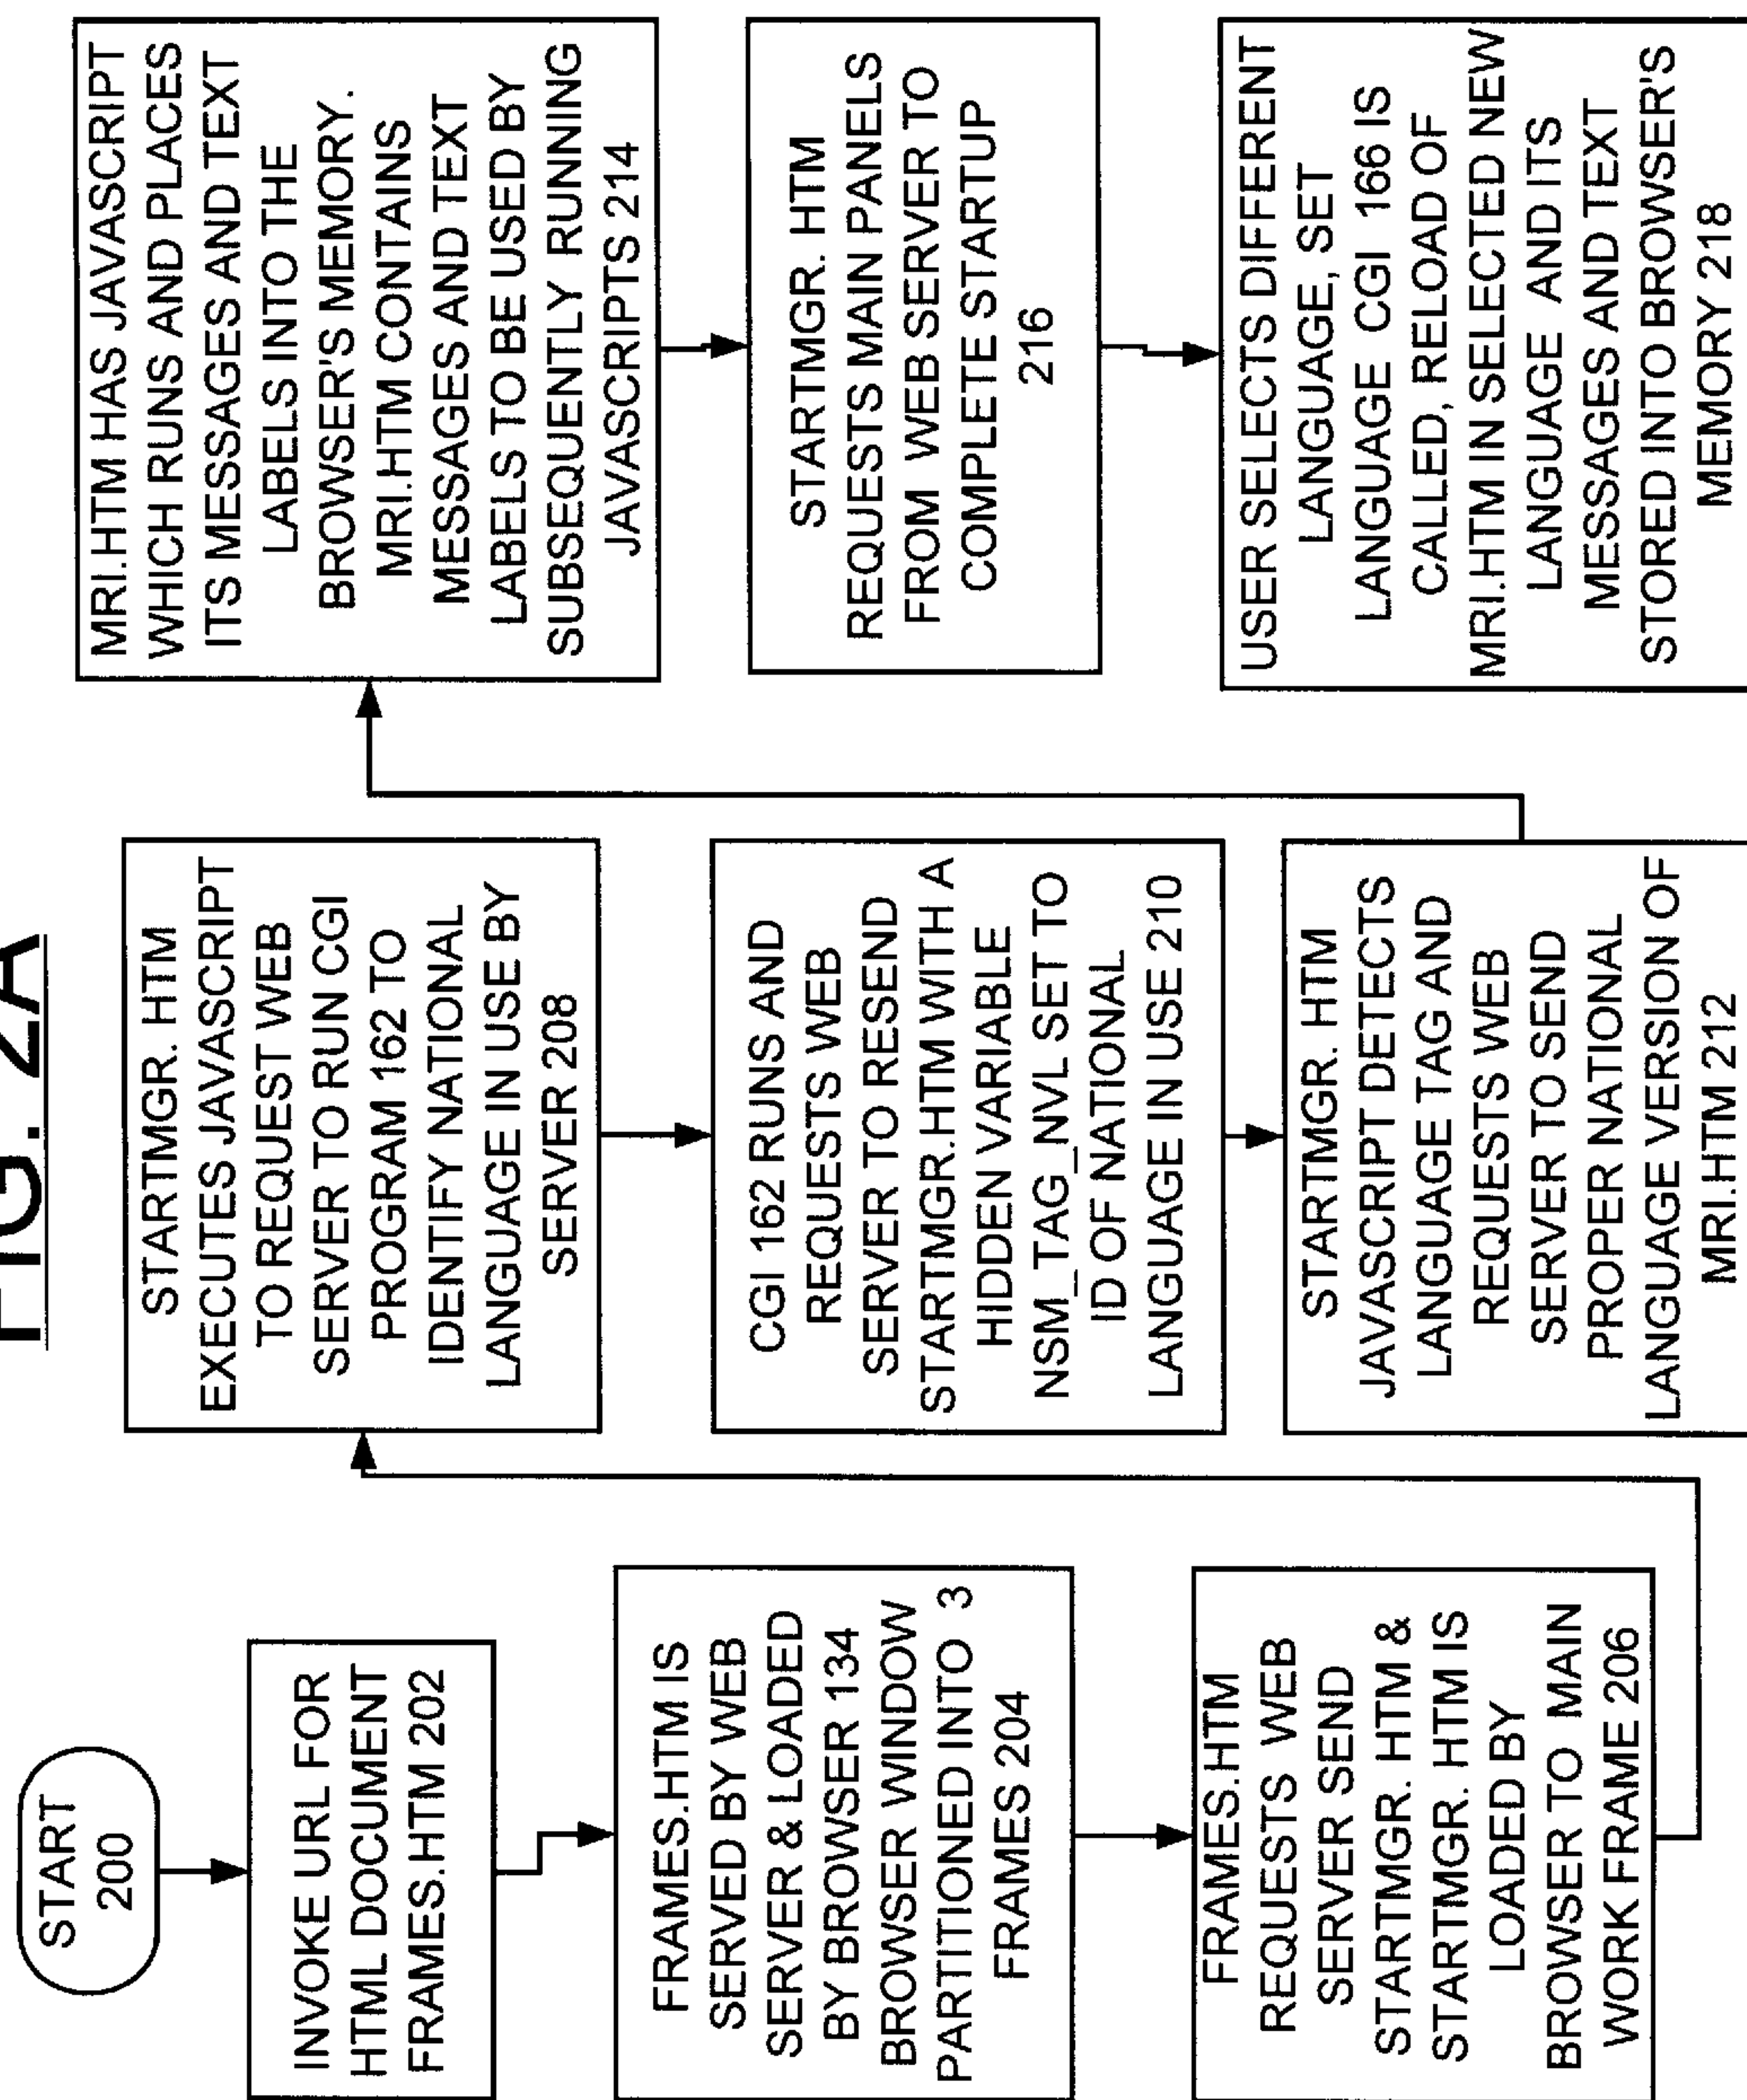 FIG. 2A
START
200
INVOKE URL FOR
HTML DOCUMENT
FRAMES.HTM 202
FRAMES.HTM IS
SERVED BY WEB
SERVER & LOADED
BY BROWSER 134
BROWSER WINDOW
PARTITIONED INTO 3
FRAMES 204
FRAMES.HTM
REQUESTS WEB
SERVER SEND
STARTMGR. HTM &
STARTMGR. HTM IS
LOADED BY
BROWSER TO MAIN
WORK FRAME 206
STARTMGR. HTM
EXECUTES JAVASCRIPT
TO REQUEST WEB
SERVER TO RUN CGI
PROGRAM 162 TO
IDENTIFY NATIONAL
LANGUAGE IN USE BY
SERVER 208
CGI 162 RUNS AND
REQUESTS WEB
SERVER TO RESEND
STARTMGR.HTM WITH A
HIDDEN VARIABLE
NSM_TAG_NVL SET TO
ID OF NATIONAL
LANGUAGE IN USE 210
STARTMGR. HTM
JAVASCRIPT DETECTS
LANGUAGE TAG AND
REQUESTS WEB
SERVER TO SEND
PROPER NATIONAL
LANGUAGE VERSION OF
MRI.HTM 212
MRI.HTM HAS JAVASCRIPT
WHICH RUNS AND PLACES
ITS MESSAGES AND TEXT
LABELS INTO THE
BROWSER'S MEMORY.
MRI.HTM CONTAINS
MESSAGES AND TEXT
LABELS TO BE USED BY
SUBSEQUENTLY RUNNING
JAVASCRIPTS 214
STARTMGR. HTM
REQUESTS MAIN PANELS
FROM WEB SERVER TO
COMPLETE STARTUP
216
USER SELECTS DIFFERENT
LANGUAGE, SET
LANGUAGE CGI 166 IS
CALLED, RELOAD OF
MRI.HTM IN SELECTED NEW
LANGUAGE AND ITS
MESSAGES AND TEXT
STORED INTO BROWSER'S
MEMORY 218